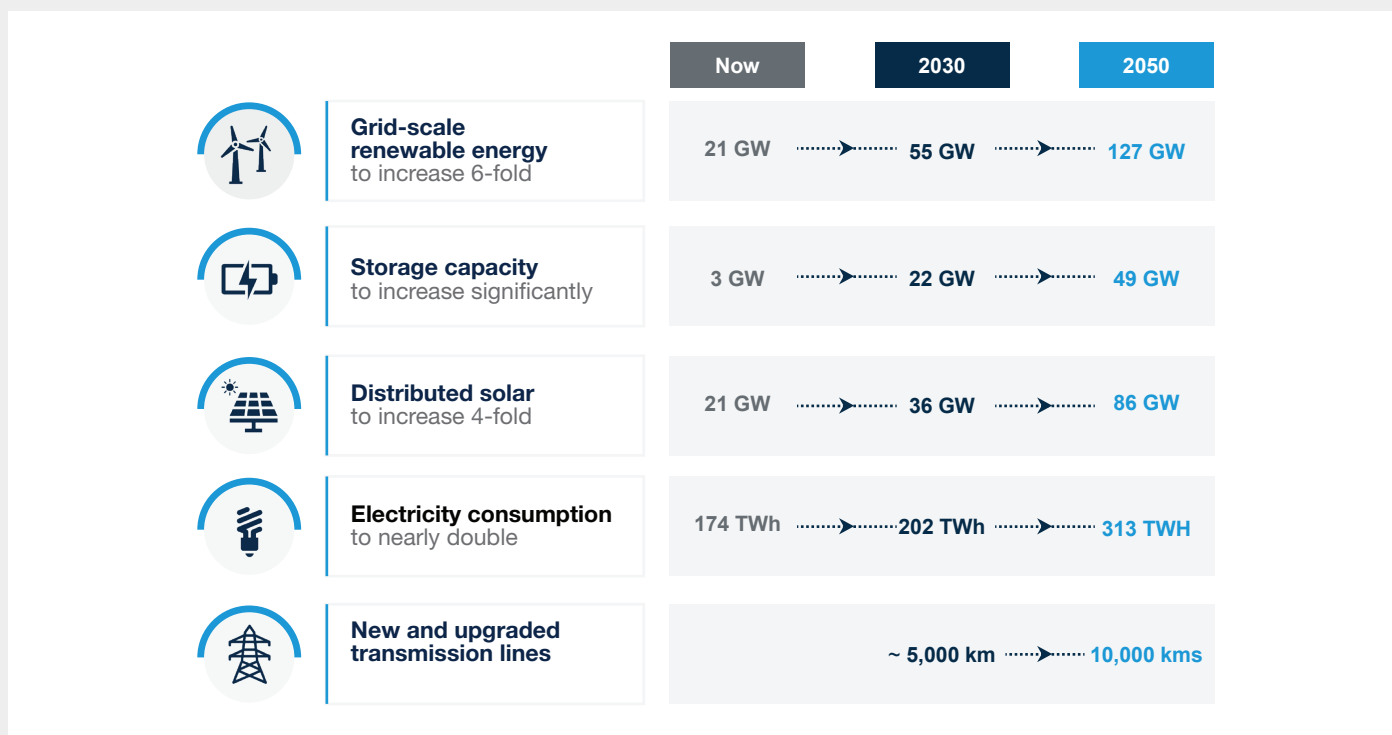 Now 2030 2050
Grid-scale
renewable energy
to increase 6-fold
21 GW 55 GW 127 GW
Storage capacity
to increase significantly
3 GW 22 GW 49 GW
Distributed solar
to increase 4-fold
21 GW 36 GW 86 GW
Electricity consumption
to nearly double
174 TWh 202 TWh 313 TWH
New and upgraded
transmission lines
~ 5,000 km 10,000 kms